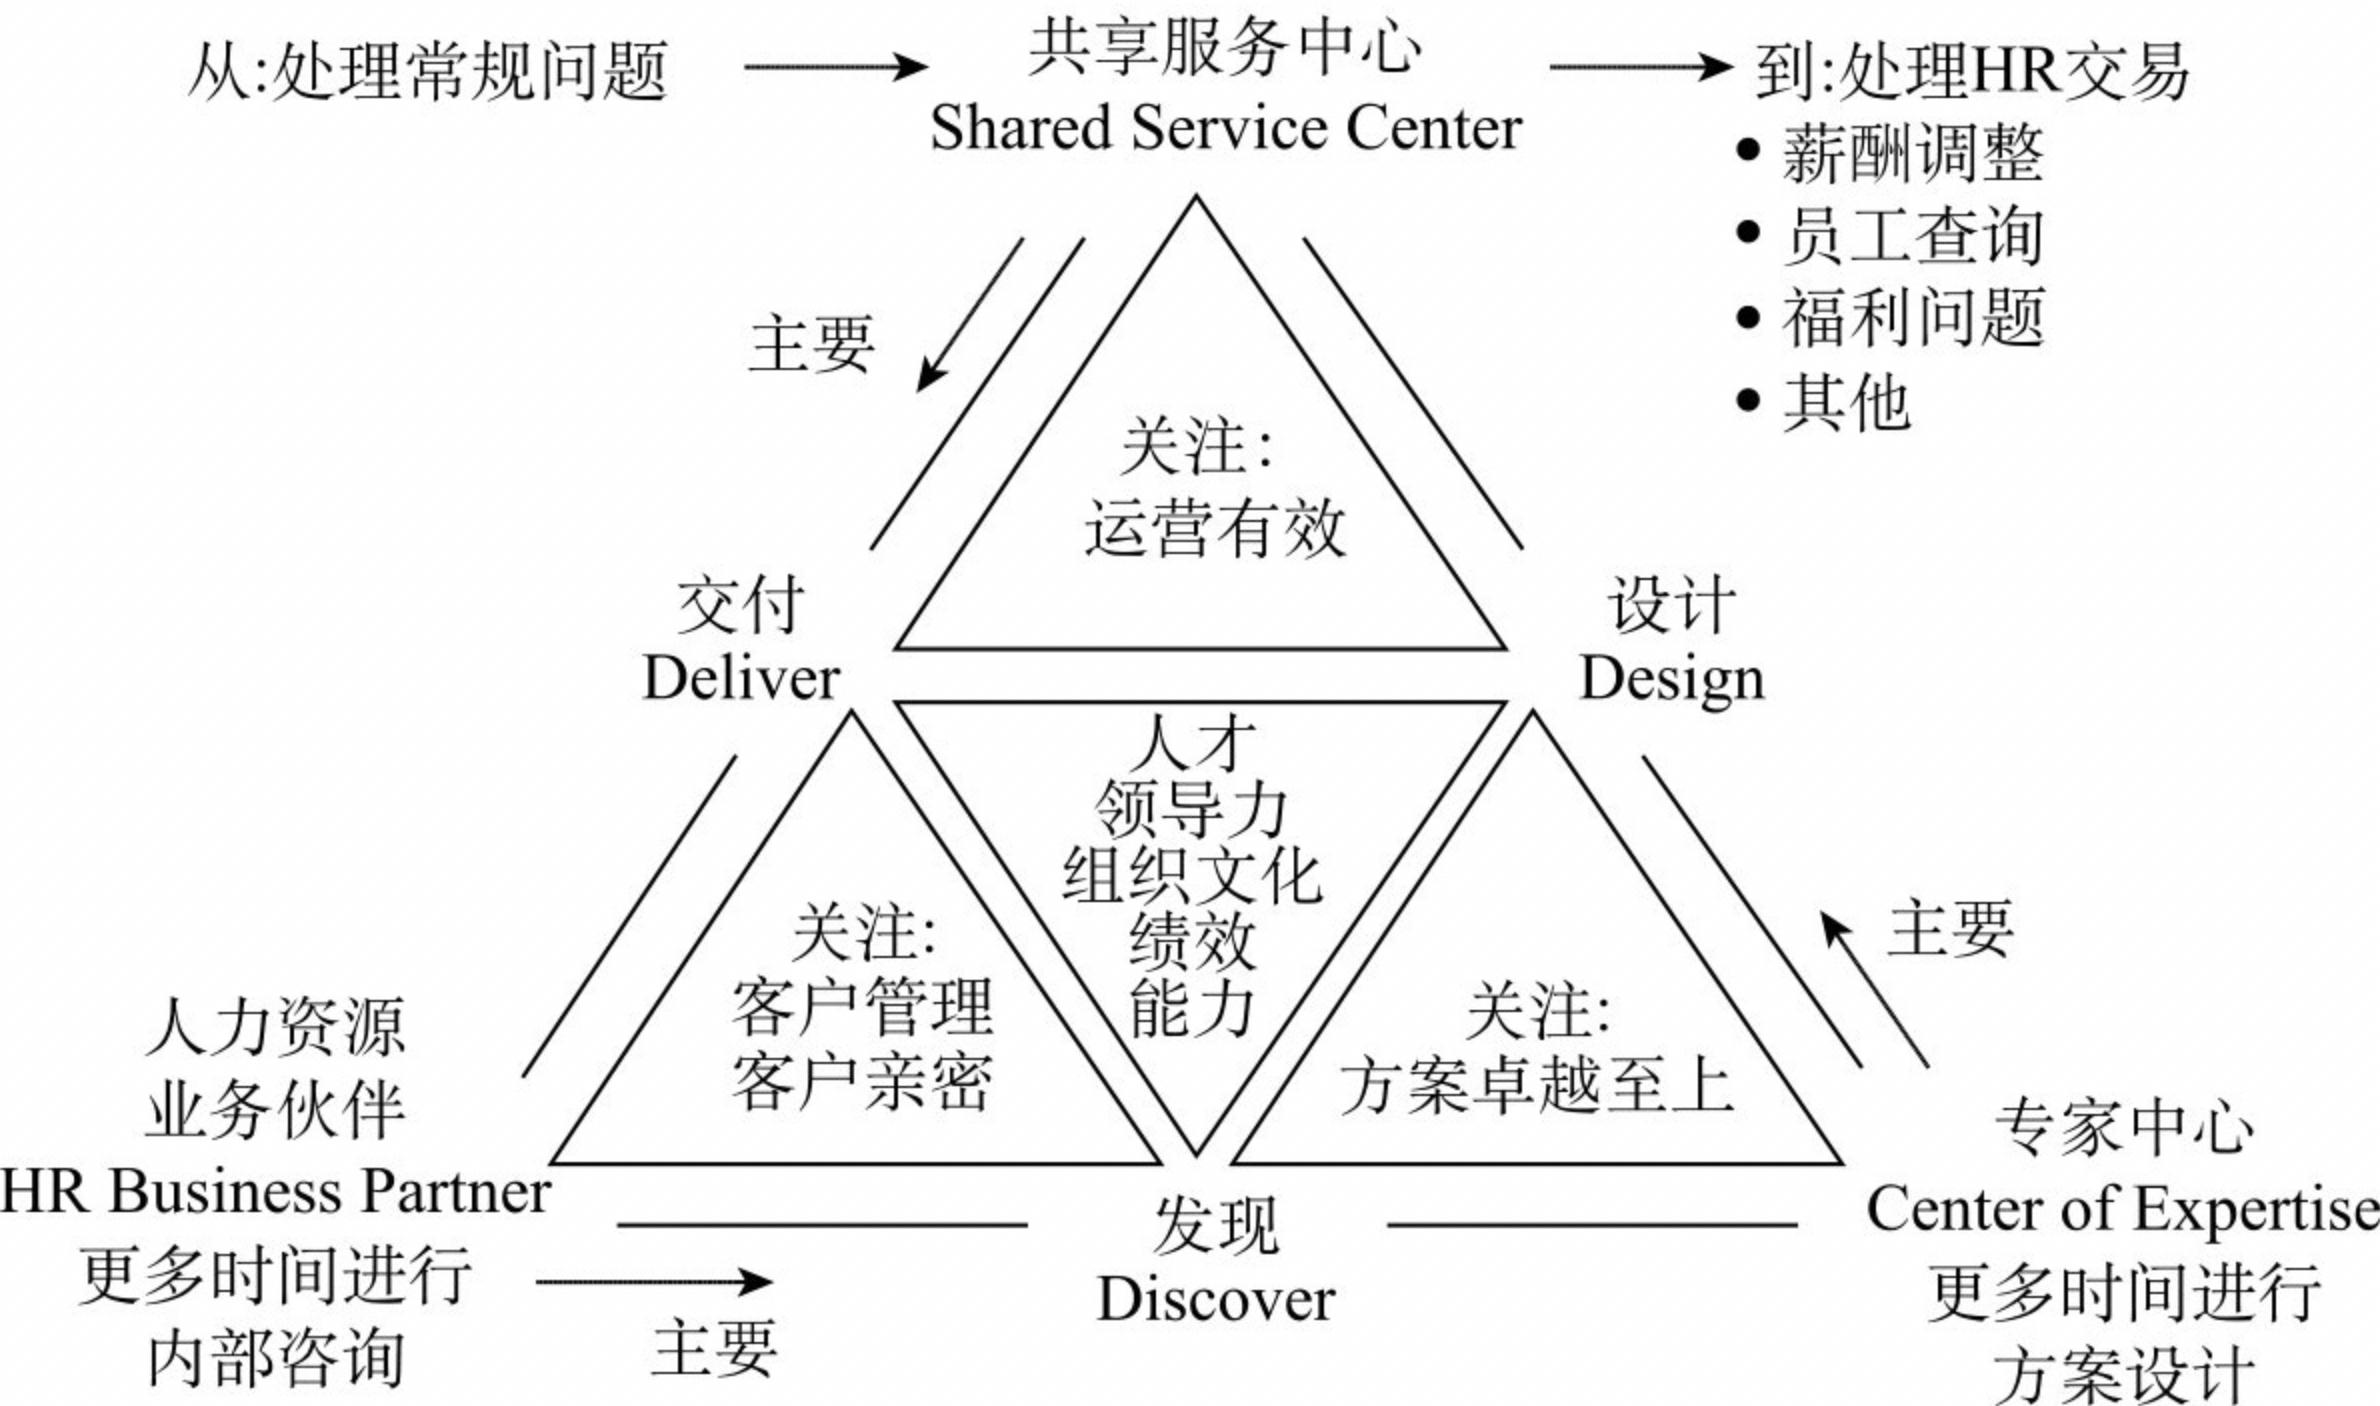 从:处理常规问题
共享服务中心
Shared Service Center
到:处理HR交易
• 薪酬调整
• 员工查询
• 福利问题
• 其他
主要
关注:
运营有效
交付
Deliver
设计
Design
人才
领导力
组织文化
绩效
能力
关注:
客户管理
客户亲密
关注:
方案卓越至上
主要
人力资源
业务伙伴
HR Business Partner
更多时间进行
内部咨询
主要
发现
Discover
专家中心
Center of Expertise
更多时间进行
方案设计